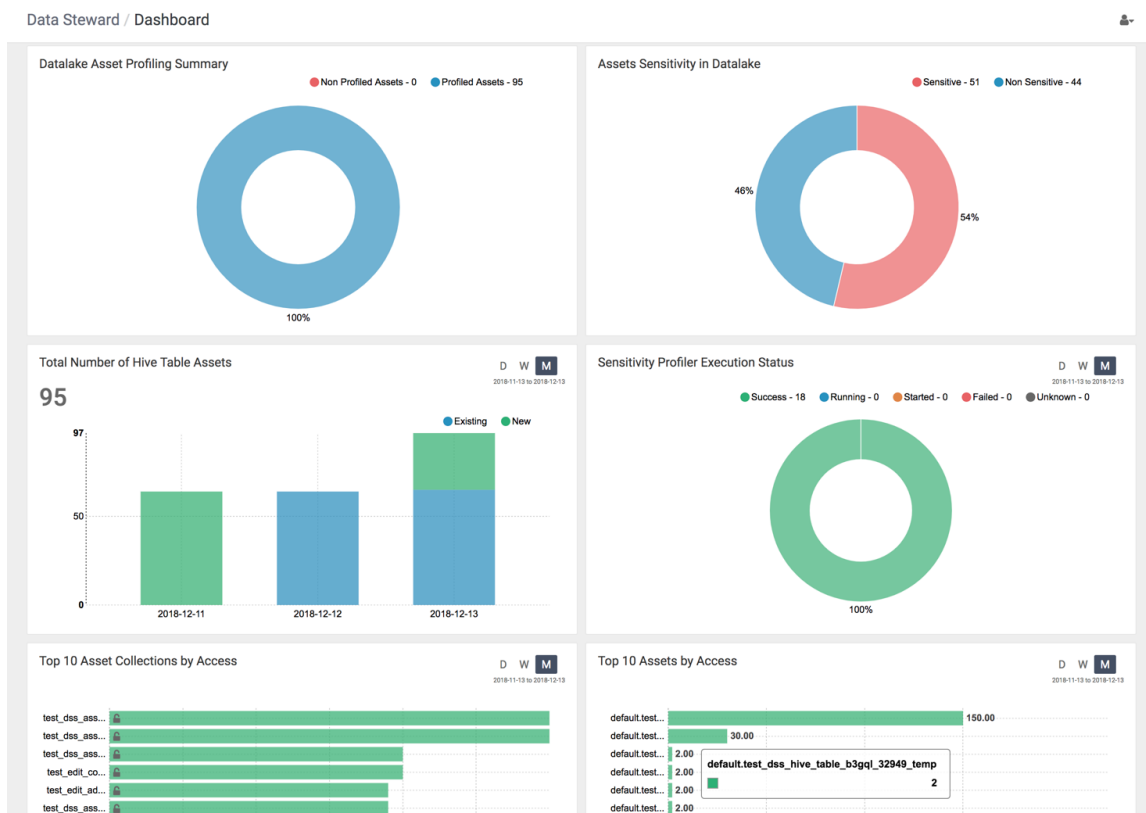 Data Steward / Dashboard
Datalake Asset Profiling Summary
Non Profiled Assets - 0 Profiled Assets - 95
100%
Assets Sensitivity in Datalake
Sensitive - 51 Non Sensitive - 44
46%
54%
Total Number of Hive Table Assets
D W M
2018-11-13 to 2018-12-13
95
Existing New
97
50
0
2018-12-11 2018-12-12 2018-12-13
Sensitivity Profiler Execution Status
D W M
2018-11-13 to 2018-12-13
Success - 18 Running - 0 Started - 0 Failed - 0 Unknown - 0
100%
Top 10 Asset Collections by Access
D W M
2018-11-13 to 2018-12-13
test_dss_ass...
test_dss_ass...
test_dss_ass...
test_edit_co...
test_edit_ad...
test_dss_ass...
Top 10 Assets by Access
D W M
2018-11-13 to 2018-12-13
default.test... 150.00
default.test... 30.00
default.test... 2.00
default.test... 2.00
default.test... 2.00
default.test... 2.00
default.test_dss_hive_table_b3gql_32949_temp
2